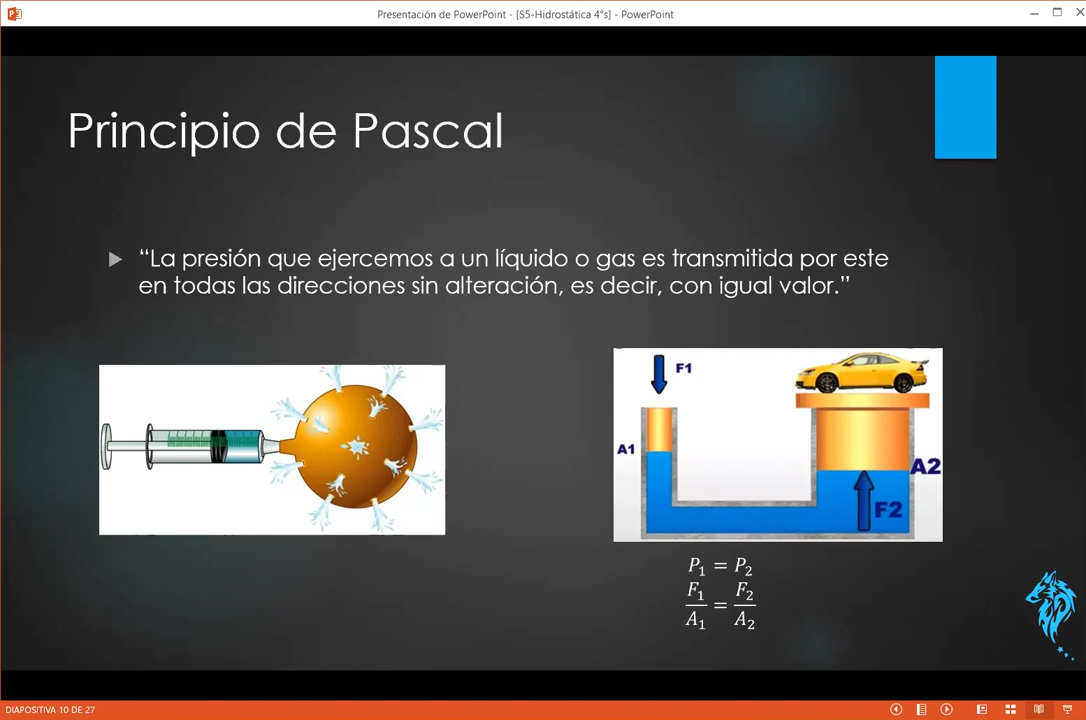 Presentación de PowerPoint - [S5-Hidrostática 4°s] - PowerPoint
Principio de Pascal
“La presión que ejercemos a un líquido o gas es transmitida por este
en todas las direcciones sin alteración, es decir, con igual valor.”
F1
A1
A2
F2
P₁ = P₂
F₁/A₁ = F₂/A₂
DIAPOSITIVA 10 DE 27